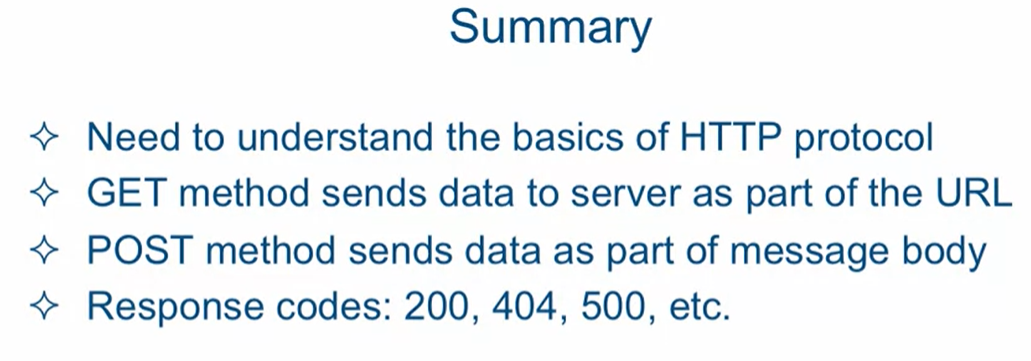 Summary
✧ Need to understand the basics of HTTP protocol
✧ GET method sends data to server as part of the URL
✧ POST method sends data as part of message body
✧ Response codes: 200, 404, 500, etc.